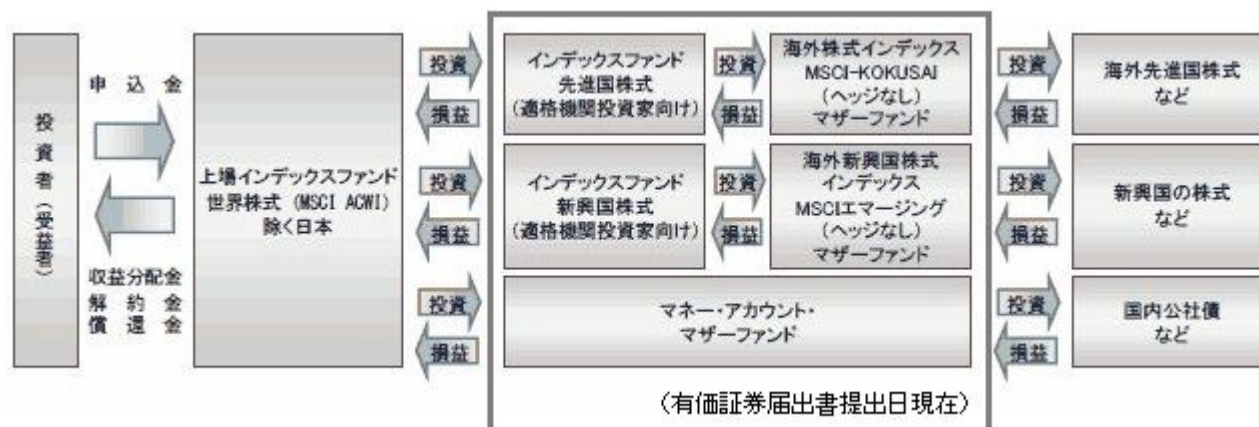 投資者(受益者)
申込金
収益分配金
解約金
償還金
上場インデックスファンド
世界株式 (MSCI ACWI)
除く日本
投資
損益
投資
損益
投資
損益
インデックスファンド
先進国株式
(適格機関投資家向け)
投資
損益
海外株式インデックス
MSCI-KOKUSAI
(ヘッジなし)
マザーファンド
インデックスファンド
新興国株式
(適格機関投資家向け)
投資
損益
海外新興国株式
インデックス
MSCIエマージング
(ヘッジなし)
マザーファンド
マネー・アカウント・
マザーファンド
(有価証券届出書提出日現在)
投資
損益
海外先進国株式
など
投資
損益
新興国の株式
など
投資
損益
国内公社債
など